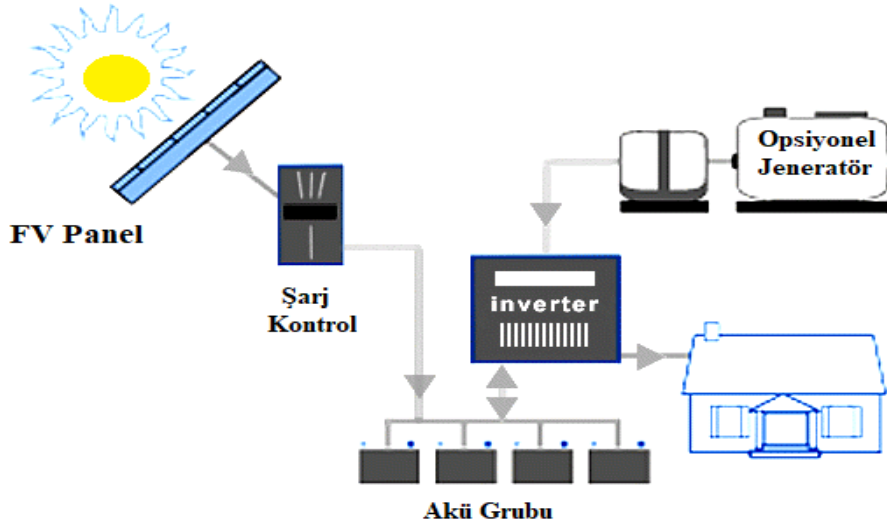 Opsiyonel
Jeneratör
FV Panel
Şarj
Kontrol
inverter
Akü Grubu